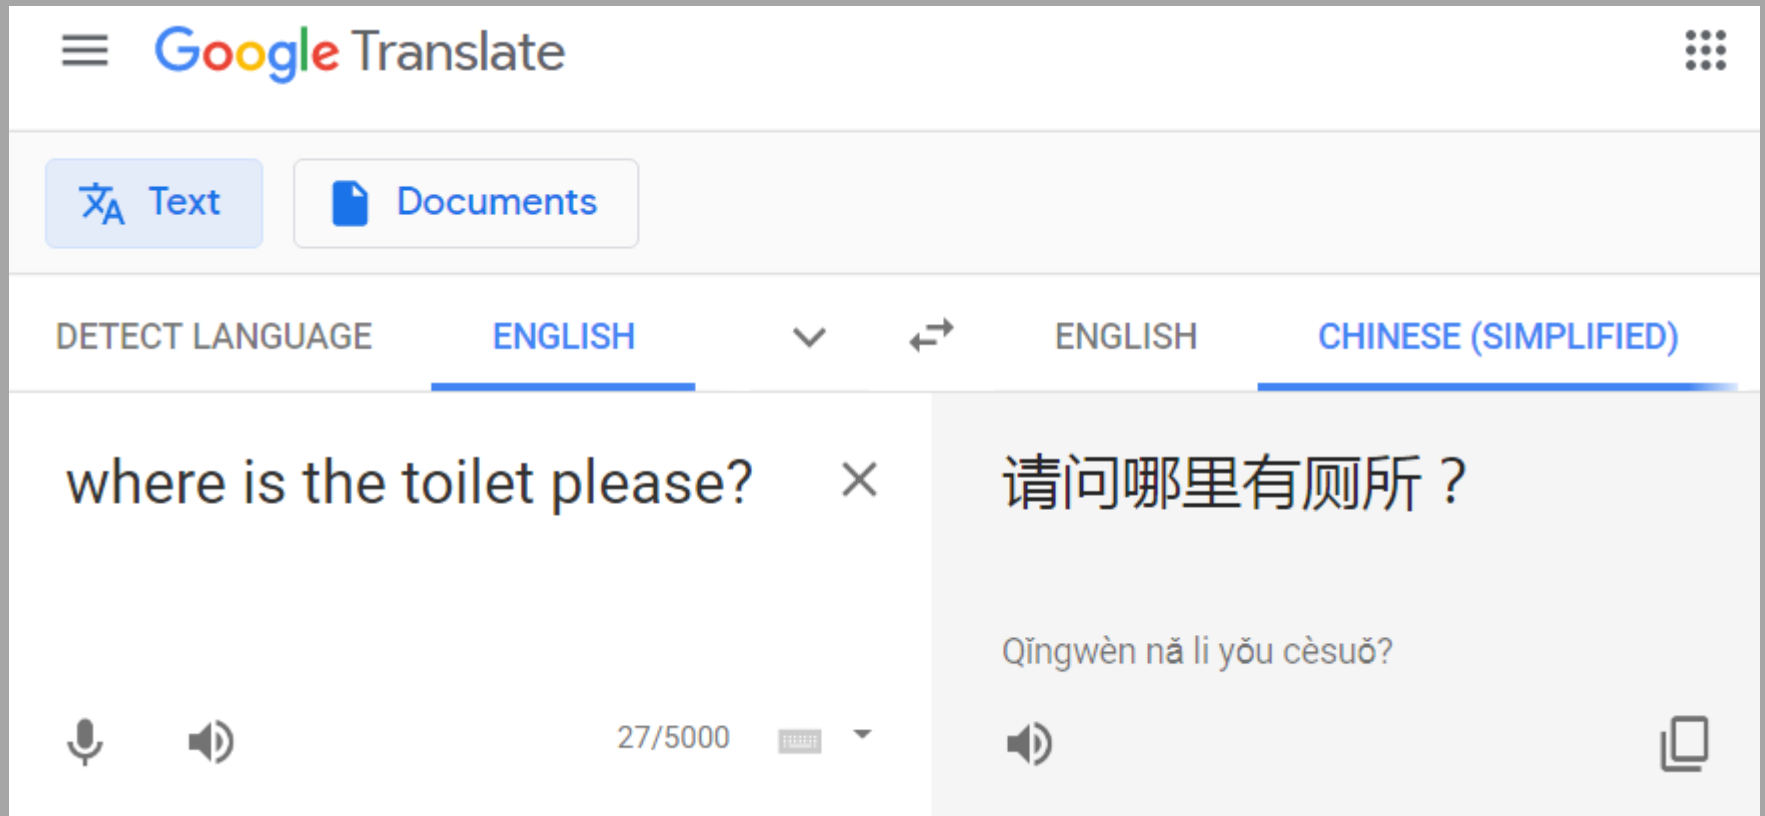 Google Translate
Text Documents
DETECT LANGUAGE ENGLISH ENGLISH CHINESE (SIMPLIFIED)
where is the toilet please?
请问哪里有厕所？
Qǐngwèn nǎ li yǒu cèsuǒ?
27/5000